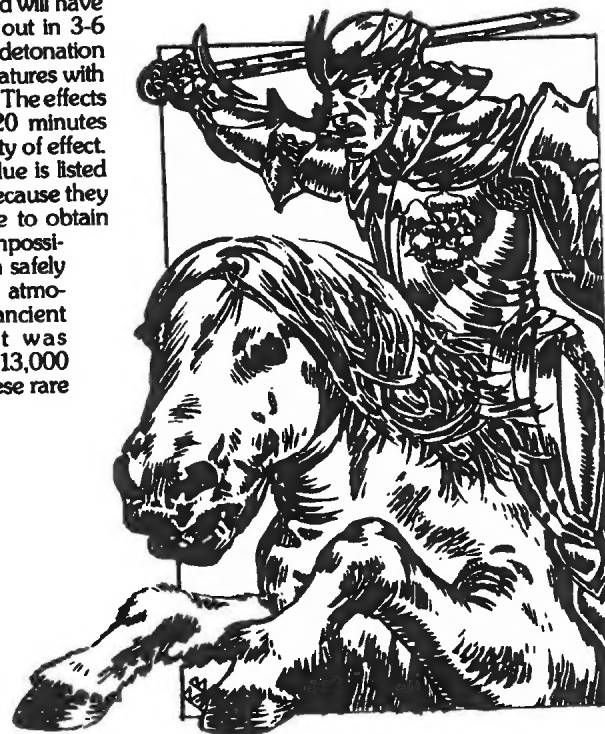 d will have
out in 3-6
detonation
atures with
The effects
20 minutes
ty of effect.
lue is listed
ecause they
e to obtain
mpossi-
safely
atmo-
ancient
t was
13,000
ese rare